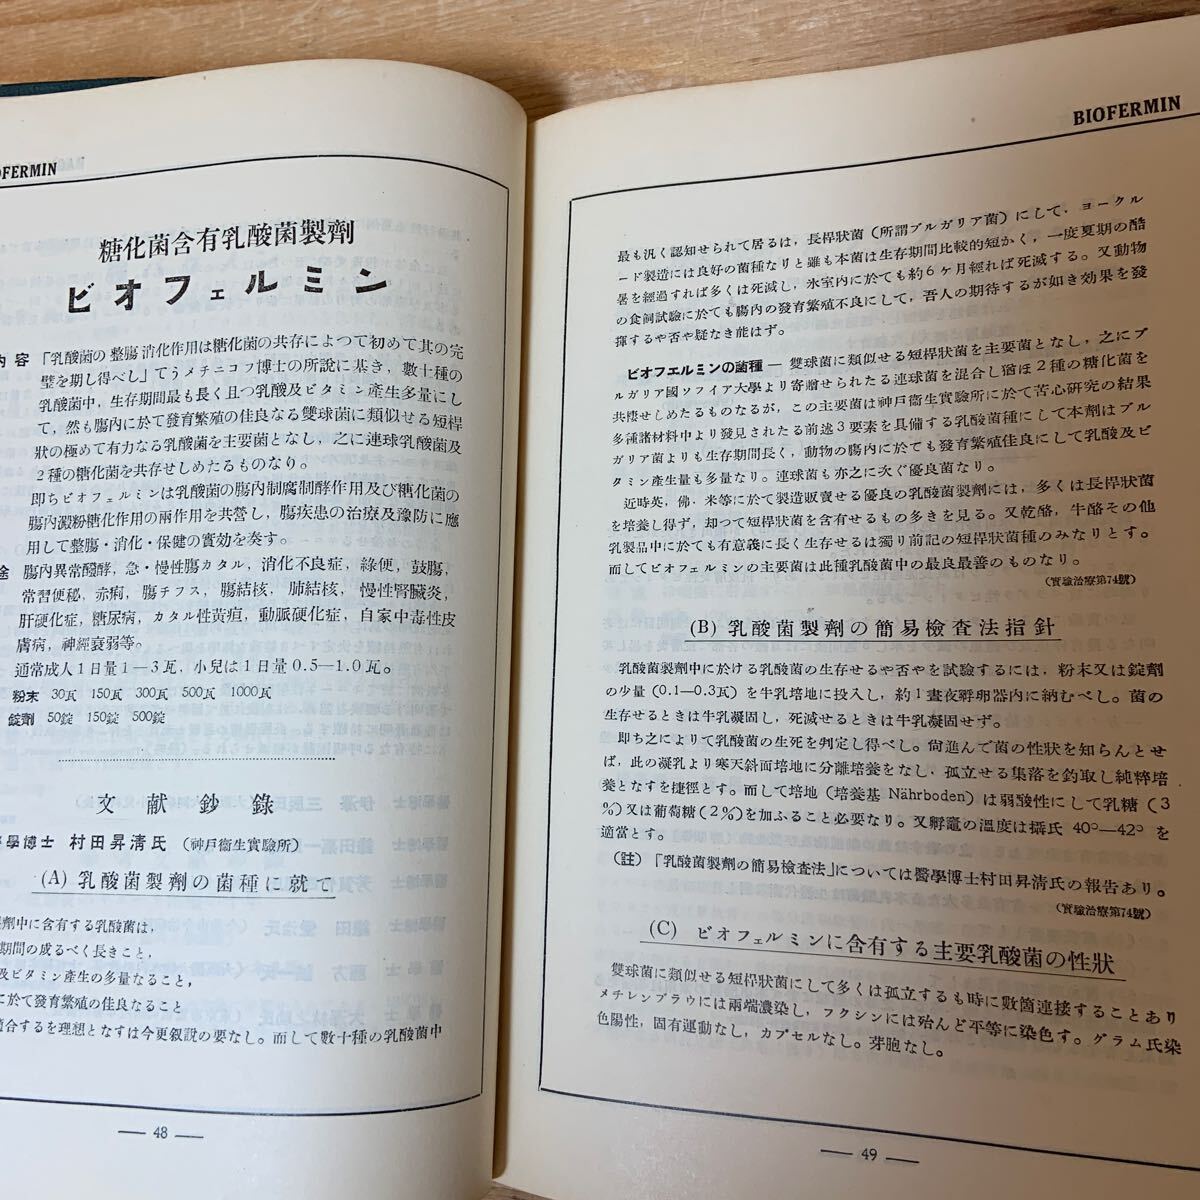 OFERMIN
糖化菌含有乳酸菌製劑
ビオフェルミン
内容 「乳酸菌の整腸消化作用は糖化菌の共存によつて初めて其の完
璧を期し得べし」てうメチニコフ博士の所説に基き，數十種の
乳酸菌中，生存期間最も長く且つ乳酸及ビタミン產生多量にし
て，然も腸內に於て發育繁殖の佳良なる雙球菌に類似せる短桿
狀の極めて有力なる乳酸菌を主要菌となし，之に連球乳酸菌及
2種の糖化菌を共存せしめたるものなり。
即ちビオフェルミンは乳酸菌の腸內制腐制酵作用及び糖化菌の
腸內澱粉糖化作用の兩作用を共營し，腸疾患の治療及豫防に應
用して整腸・消化・保健の實効を奏す。
途 腸內異常醱酵，急・慢性腸カタル，消化不良症，綠便，鼓腸，
常習便秘，赤痢，腸チフス，腸結核，肺結核，慢性腎臟炎，
肝硬化症，糖尿病，カタル性黃疸，動脈硬化症，自家中毒性皮
膚病，神經衰弱等。
通常成人1日量1—3瓦，小兒は1日量0.5—1.0瓦。
粉末 30瓦 150瓦 300瓦 500瓦 1000瓦
錠劑 50錠 150錠 500錠
文献鈔錄
學博士 村田昇淸氏（神戶衞生實驗所）
(A) 乳酸菌製劑の菌種に就て
劑中に含有する乳酸菌は，
期間の成るべく長きこと，
及ビタミン產生の多量なること，
に於て發育繁殖の佳良なること
合するを理想となすは今更叙說の要なし。而して數十種の乳酸菌中
— 48 —
BIOFERMIN
最も汎く認知せられて居るは，長桿狀菌（所謂ブルガリア菌）にして，ヨークル
ード製造には良好の菌種なりと雖も本菌は生存期間比較的短かく，一度夏期の酷
暑を經過すれば多くは死滅し，氷室內に於ても約6ヶ月經れば死滅する。又動物
の食飼試驗に於ても腸內の發育繁殖不良にして，吾人の期待するが如き効果を發
揮するや否や疑なき能はず。
ビオフエルミンの菌種— 雙球菌に類似せる短桿狀菌を主要菌となし，之にブ
ルガリア國ソフイア大學より寄贈せられたる連球菌を混合し猶ほ2種の糖化菌を
共棲せしめたるものなるが，この主要菌は神戶衞生實驗所に於て苦心硏究の結果
多種諸材料中より發見されたる前述3要素を具備する乳酸菌種にして本劑はブル
ガリア菌よりも生存期間長く，動物の腸內に於ても發育繁殖佳良にして乳酸及ビ
タミン產生量も多量なり。連球菌も亦之に次ぐ優良菌なり。
近時英，佛，米等に於て製造販賣せる優良の乳酸菌製劑には，多くは長桿狀菌
を培養し得ず，却つて短桿狀菌を含有せるもの多きを見る。又乾酪，牛酪その他
乳製品中に於ても有意義に長く生存せるは獨り前記の短桿狀菌種のみなりとす。
而してビオフェルミンの主要菌は此種乳酸菌中の最良最善のものなり。
（實驗治療第74號）
(B) 乳酸菌製劑の簡易檢査法指針
乳酸菌製劑中に於ける乳酸菌の生存せるや否やを試驗するには，粉末又は錠劑
の少量（0.1—0.3瓦）を牛乳培地に投入し，約1晝夜孵卵器內に納むべし。菌の
生存せるときは牛乳凝固し，死滅せるときは牛乳凝固せず。
即ち之によりて乳酸菌の生死を判定し得べし。尙進んで菌の性狀を知らんとせ
ば，此の凝乳より寒天斜面培地に分離培養をなし，孤立せる集落を釣取し純粹培
養となすを捷徑とす。而して培地（培養基 Nährboden）は弱酸性にして乳糖（3
%）又は葡萄糖（2%）を加ふること必要なり。又孵竈の溫度は攝氏 40°—42° を
適當とす。
（註）「乳酸菌製劑の簡易檢査法」については醫學博士村田昇淸氏の報告あり。
（實驗治療第74號）
(C) ビオフェルミンに含有する主要乳酸菌の性狀
雙球菌に類似せる短桿狀菌にして多くは孤立するも時に數箇連接することあり
メチレンブラウには兩端濃染し，フクシンには殆んど平等に染色す。グラム氏染
色陽性，固有運動なし，カプセルなし。芽胞なし。
— 49 —